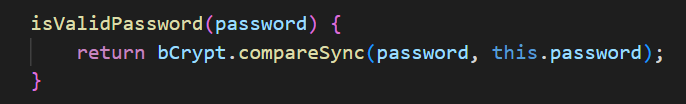 isValidPassword(password) {
    return bCrypt.compareSync(password, this.password);
}